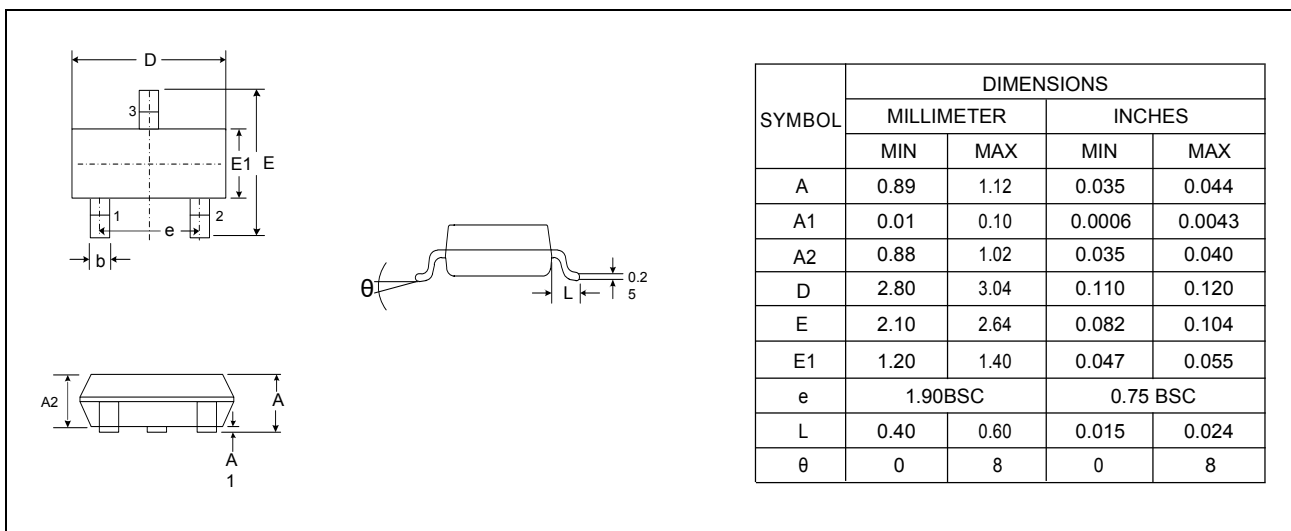 D
3
E1 E
1 2
e
b
θ
L
0.2
5
A2
A
A
1
DIMENSIONS
SYMBOL MILLIMETER INCHES
MIN MAX MIN MAX
A 0.89 1.12 0.035 0.044
A1 0.01 0.10 0.0006 0.0043
A2 0.88 1.02 0.035 0.040
D 2.80 3.04 0.110 0.120
E 2.10 2.64 0.082 0.104
E1 1.20 1.40 0.047 0.055
e 1.90BSC 0.75 BSC
L 0.40 0.60 0.015 0.024
θ 0 8 0 8